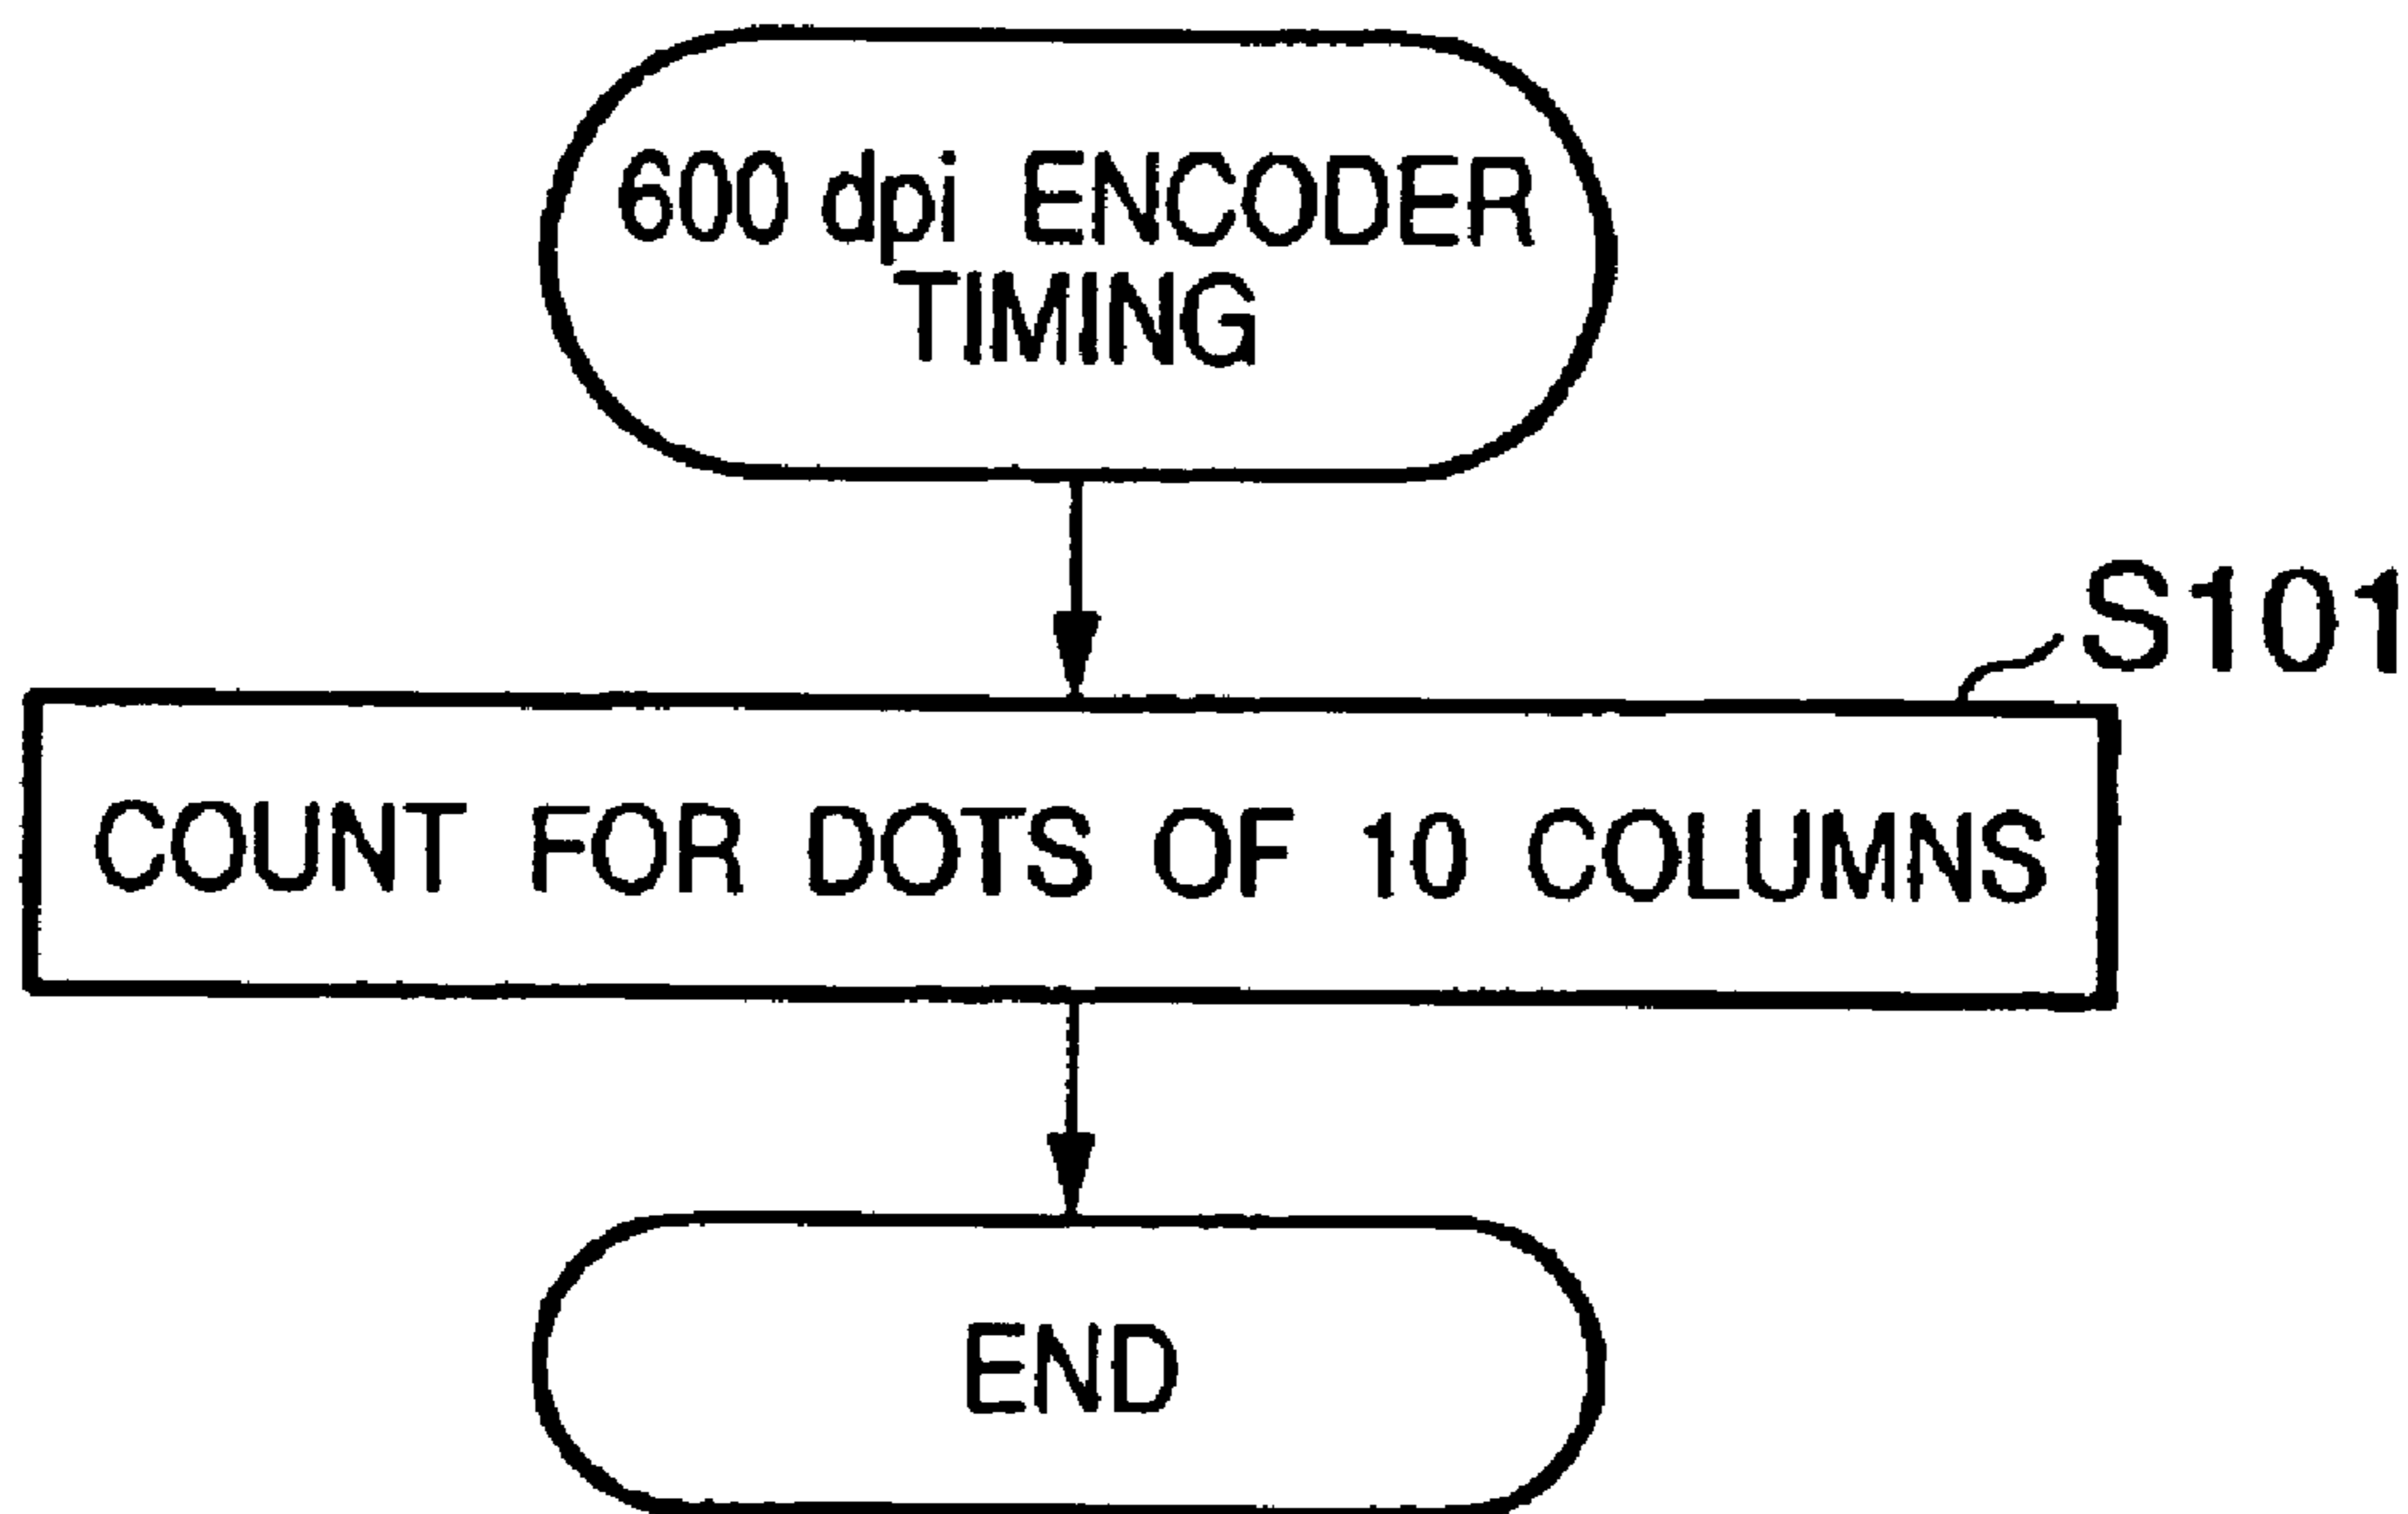 600 dpi ENCODER
TIMING
S101
COUNT FOR DOTS OF 10 COLUMNS
END